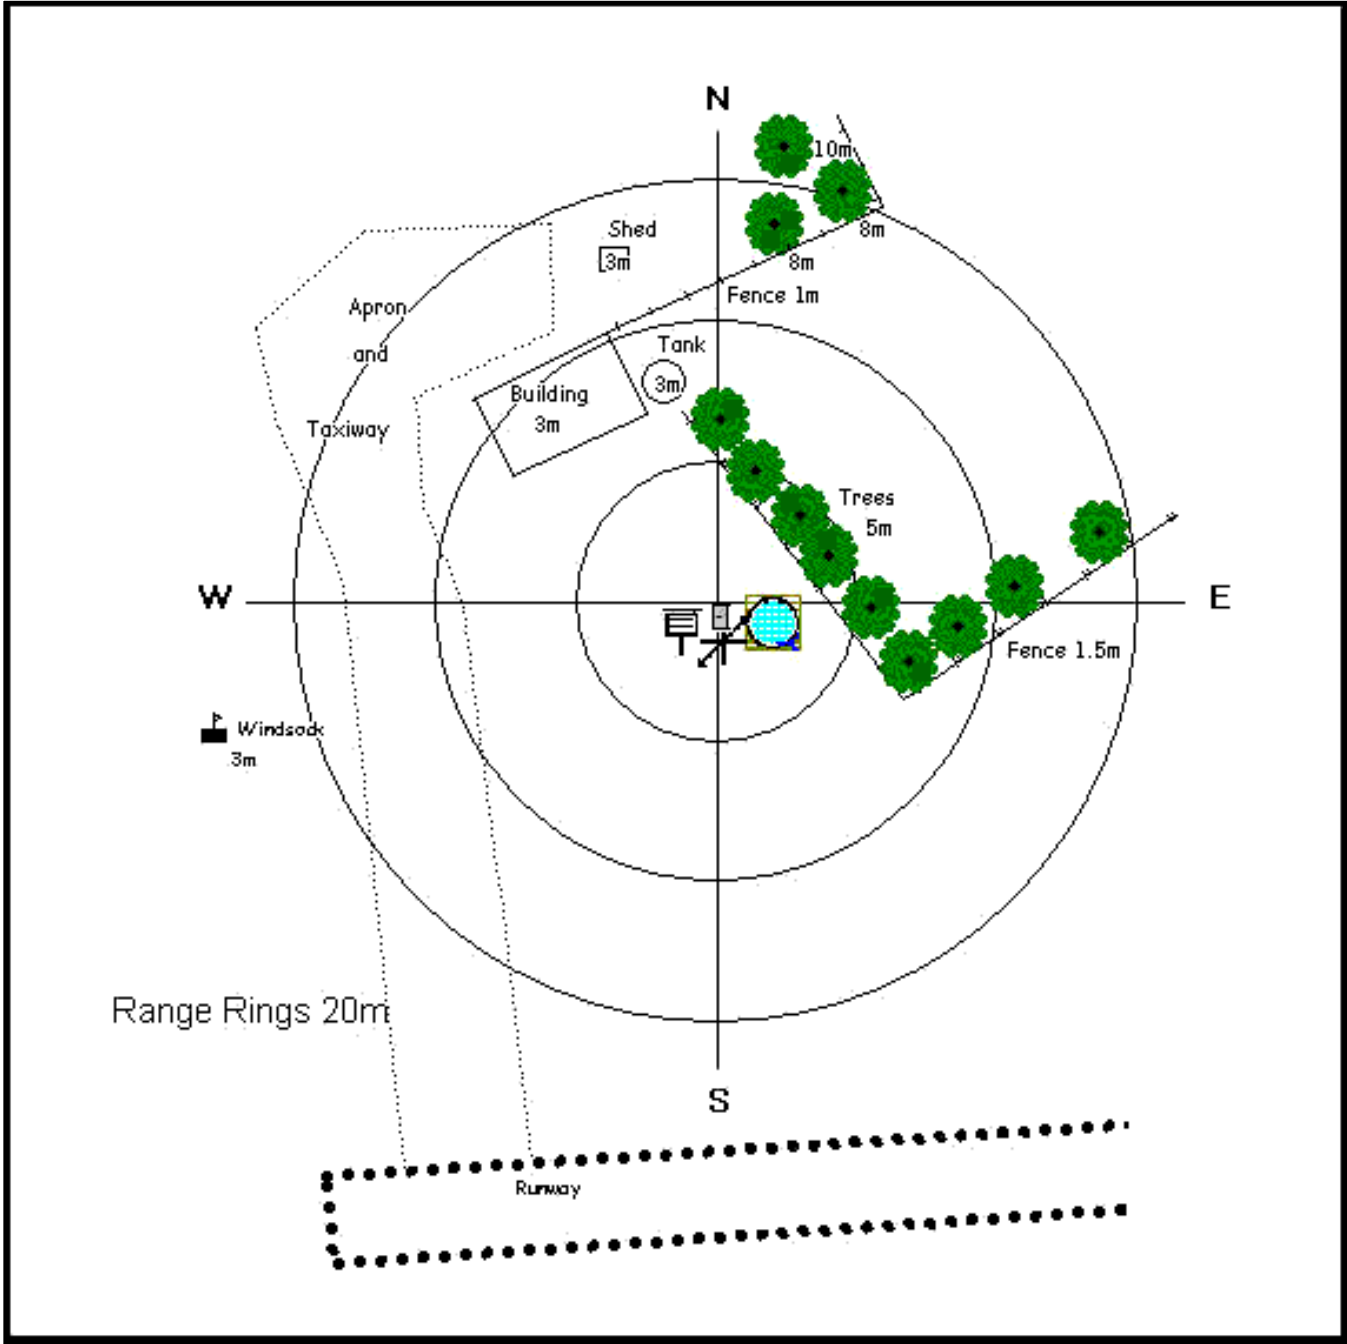 N
10m
Shed
3m
8m
8m
Fence 1m
Apron
and
Taxiway
Tank
3m
Building
3m
Trees
5m
W
E
Fence 1.5m
Windsock
3m
Range Rings 20m
S
Runway